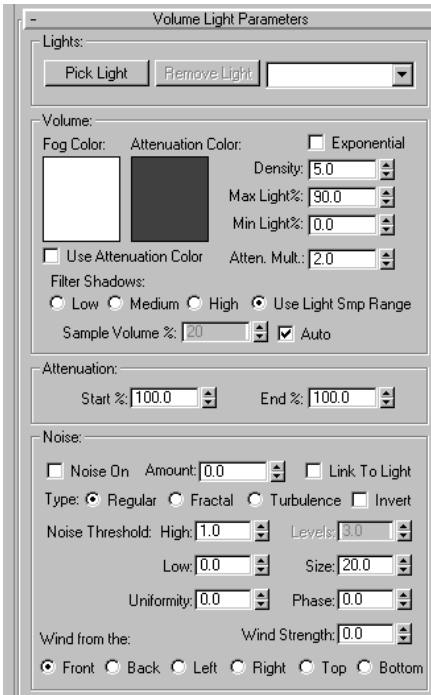 - Volume Light Parameters
Lights:
Pick Light Remove Light
Volume:
Fog Color: Attenuation Color: Exponential
Density: 5.0
Max Light%: 90.0
Min Light%: 0.0
Use Attenuation Color Atten. Mult.: 2.0
Filter Shadows:
Low Medium High Use Light Smp Range
Sample Volume %: 20 Auto
Attenuation:
Start %: 100.0 End %: 100.0
Noise:
Noise On Amount: 0.0 Link To Light
Type: Regular Fractal Turbulence Invert
Noise Threshold: High: 1.0 Levels: 3.0
Low: 0.0 Size: 20.0
Uniformity: 0.0 Phase: 0.0
Wind from the: Wind Strength: 0.0
Front Back Left Right Top Bottom